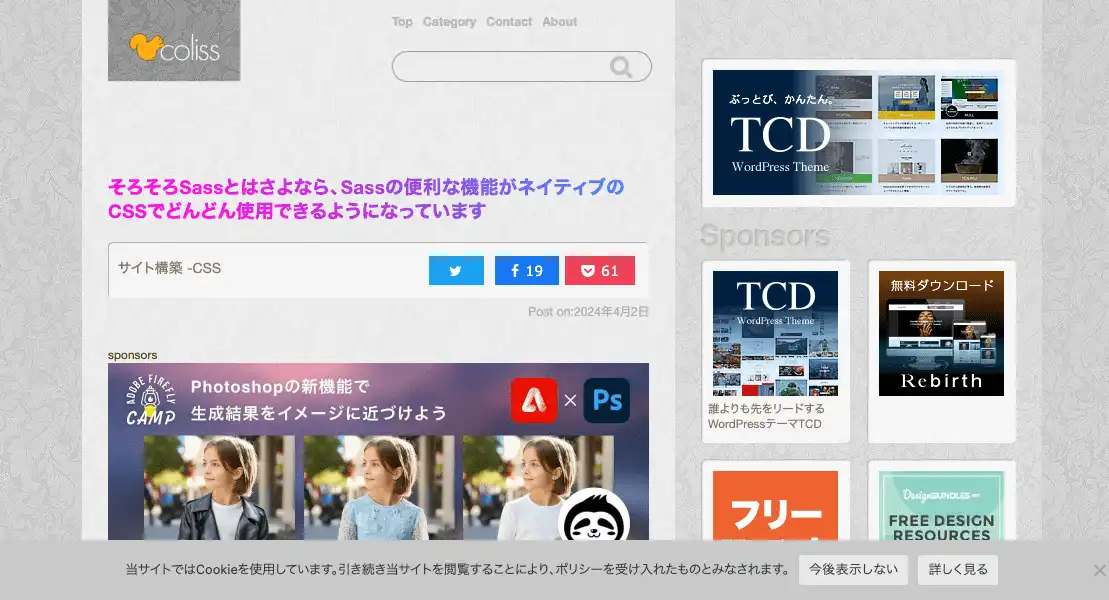 coliss
Top Category Contact About
そろそろSassとはさよなら、Sassの便利な機能がネイティブの
CSSでどんどん使用できるようになっています
サイト構築 -CSS
19
61
Post on:2024年4月2日
sponsors
ADOBE FIREFLY
CAMP
Photoshopの新機能で
生成結果をイメージに近づけよう
×
Ps
ぶっとび、かんたん。
TCD
WordPress Theme
Sponsors
TCD
WordPress Theme
誰よりも先をリードする
WordPressテーマTCD
無料ダウンロード
Rebirth
フリー
DesignBUNDLES.NET
FREE DESIGN
RESOURCES
当サイトではCookieを使用しています。引き続き当サイトを閲覧することにより、ポリシーを受け入れたものとみなされます。
今後表示しない
詳しく見る
×